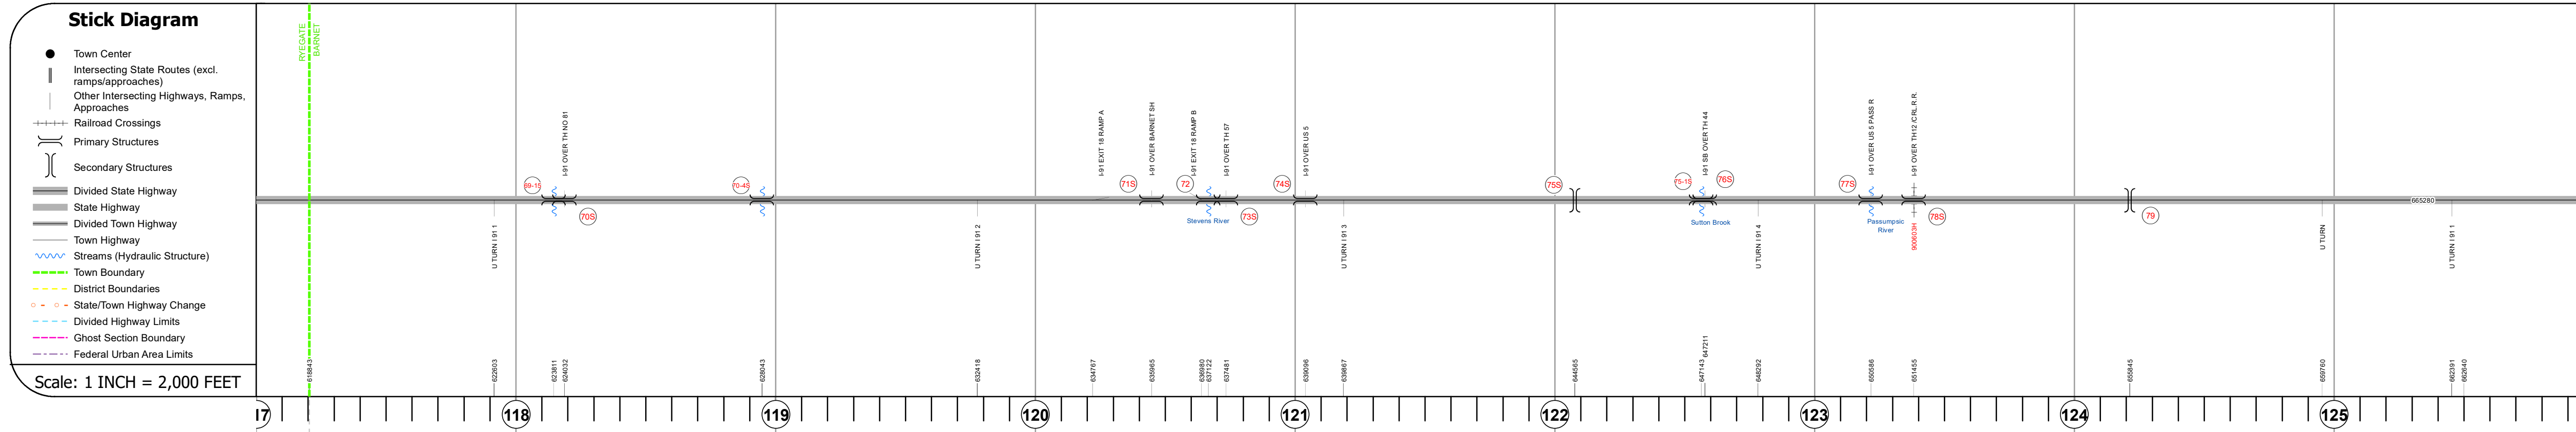 Stick Diagram
Town Center
Intersecting State Routes (excl.
ramps/approaches)
Other Intersecting Highways, Ramps,
Approaches
Railroad Crossings
Primary Structures
Secondary Structures
Divided State Highway
State Highway
Divided Town Highway
Town Highway
Streams (Hydraulic Structure)
Town Boundary
District Boundaries
State/Town Highway Change
Divided Highway Limits
Ghost Section Boundary
Federal Urban Area Limits
Scale: 1 INCH = 2,000 FEET
RYEGATE
BARNET
I-91 OVER TH NO 81
I-91 EXIT 18 RAMP A
I-91 OVER BARNET SH
I-91 EXIT 18 RAMP B
I-91 OVER TH 57
I-91 OVER US 5
I-91 SB OVER TH 44
I-91 OVER US 5 PASS R
I-91 OVER TH12 /CRL R.R.
69-1S
70S
70-4S
71S
72
73S
74S
75S
75-1S
76S
77S
78S
79
665280
Stevens River
Sutton Brook
Passumpsic
River
900603H
U TURN I 91 1
U TURN I 91 2
U TURN I 91 3
U TURN I 91 4
U TURN
U TURN I 91 1
618843
622603
623811
624032
628043
632418
634767
635965
636980
637122
637481
639096
639867
644565
647143
647211
648292
650586
651455
655845
659760
662391
662640
17
118
119
120
121
122
123
124
125